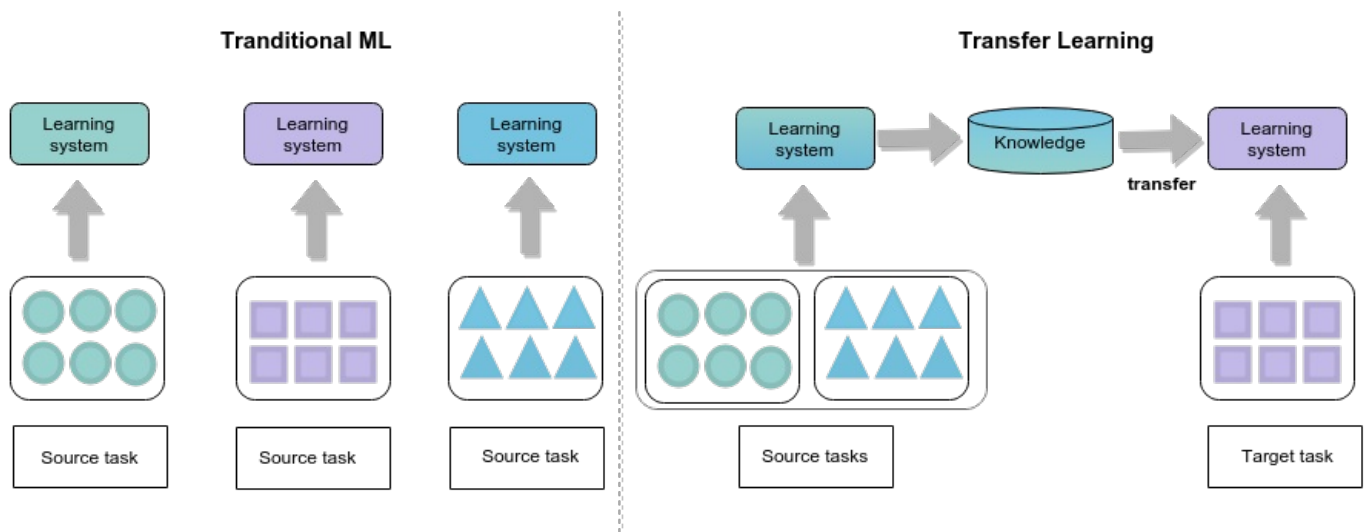 Tranditional ML
Transfer Learning
Learning
system
Learning
system
Learning
system
Learning
system
Knowledge
Learning
system
transfer
Source task
Source task
Source task
Source tasks
Target task